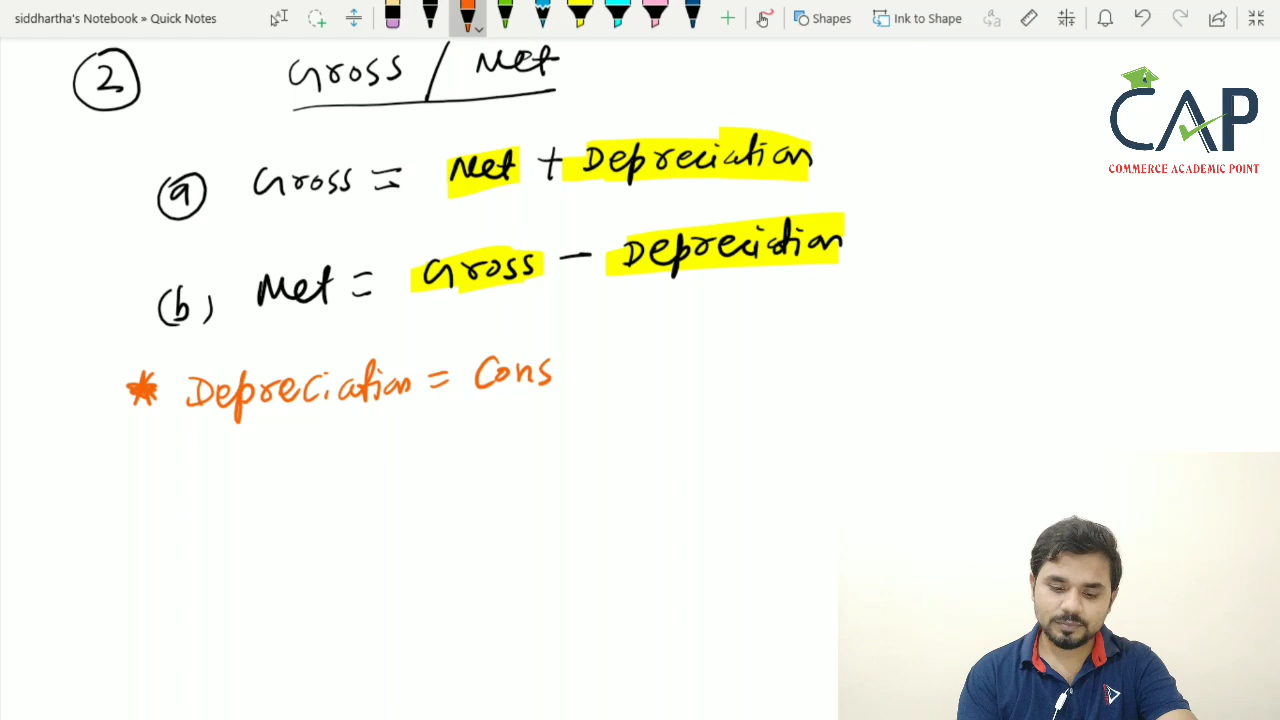 siddhartha's Notebook » Quick Notes
Shapes
Ink to Shape
2 Gross / Net
CAP
COMMERCE ACADEMIC POINT
(a) Gross = Net + Depreciation
(b) Net = Gross - Depreciation
* Depreciation = Cons